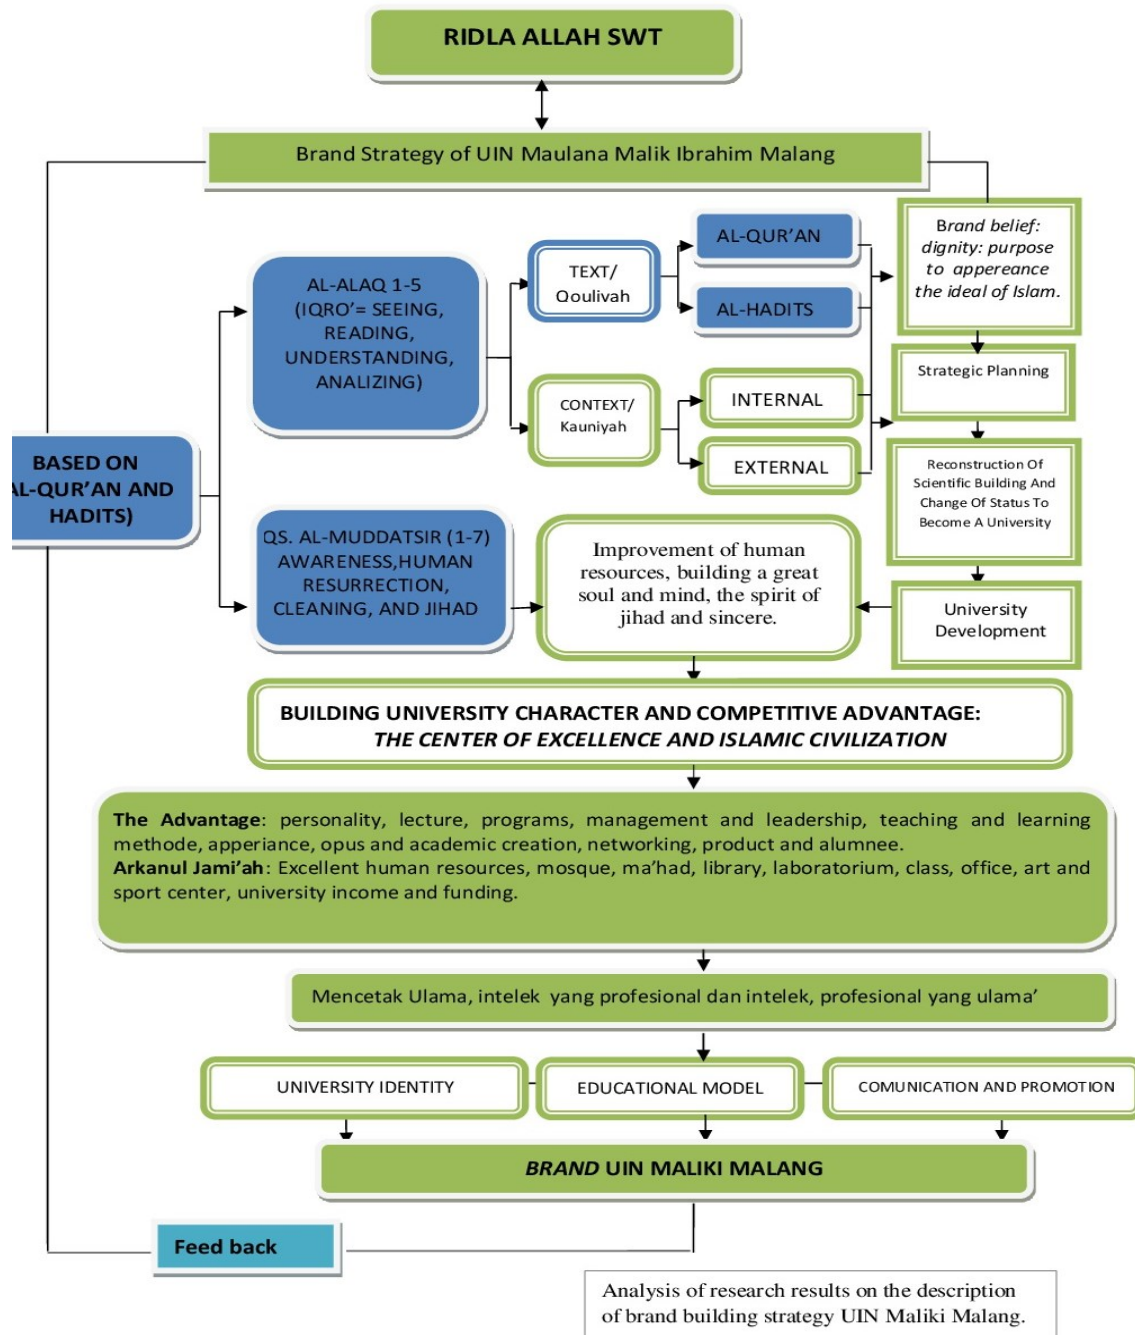 RIDLA ALLAH SWT
Brand Strategy of UIN Maulana Malik Ibrahim Malang
Brand belief:
dignity: purpose
to appereance
the ideal of Islam.
AL-QUR’AN
TEXT/
Qoulivah
AL-ALAQ 1-5
(IQRO’= SEEING,
READING,
UNDERSTANDING,
ANALIZING)
AL-HADITS
Strategic Planning
CONTEXT/
Kauniyah
INTERNAL
EXTERNAL
BASED ON
AL-QUR’AN AND
HADITS)
Reconstruction Of
Scientific Building And
Change Of Status To
Become A University
QS. AL-MUDDATSIR (1-7)
AWARENESS,HUMAN
RESURRECTION,
CLEANING, AND JIHAD
Improvement of human
resources, building a great
soul and mind, the spirit of
jihad and sincere.
University
Development
BUILDING UNIVERSITY CHARACTER AND COMPETITIVE ADVANTAGE:
THE CENTER OF EXCELLENCE AND ISLAMIC CIVILIZATION
The Advantage: personality, lecture, programs, management and leadership, teaching and learning
methode, apperiance, opus and academic creation, networking, product and alumnee.
Arkanul Jami’ah: Excellent human resources, mosque, ma’had, library, laboratorium, class, office, art and
sport center, university income and funding.
Mencetak Ulama, intelek yang profesional dan intelek, profesional yang ulama’
UNIVERSITY IDENTITY
EDUCATIONAL MODEL
COMUNICATION AND PROMOTION
BRAND UIN MALIKI MALANG
Feed back
Analysis of research results on the description
of brand building strategy UIN Maliki Malang.